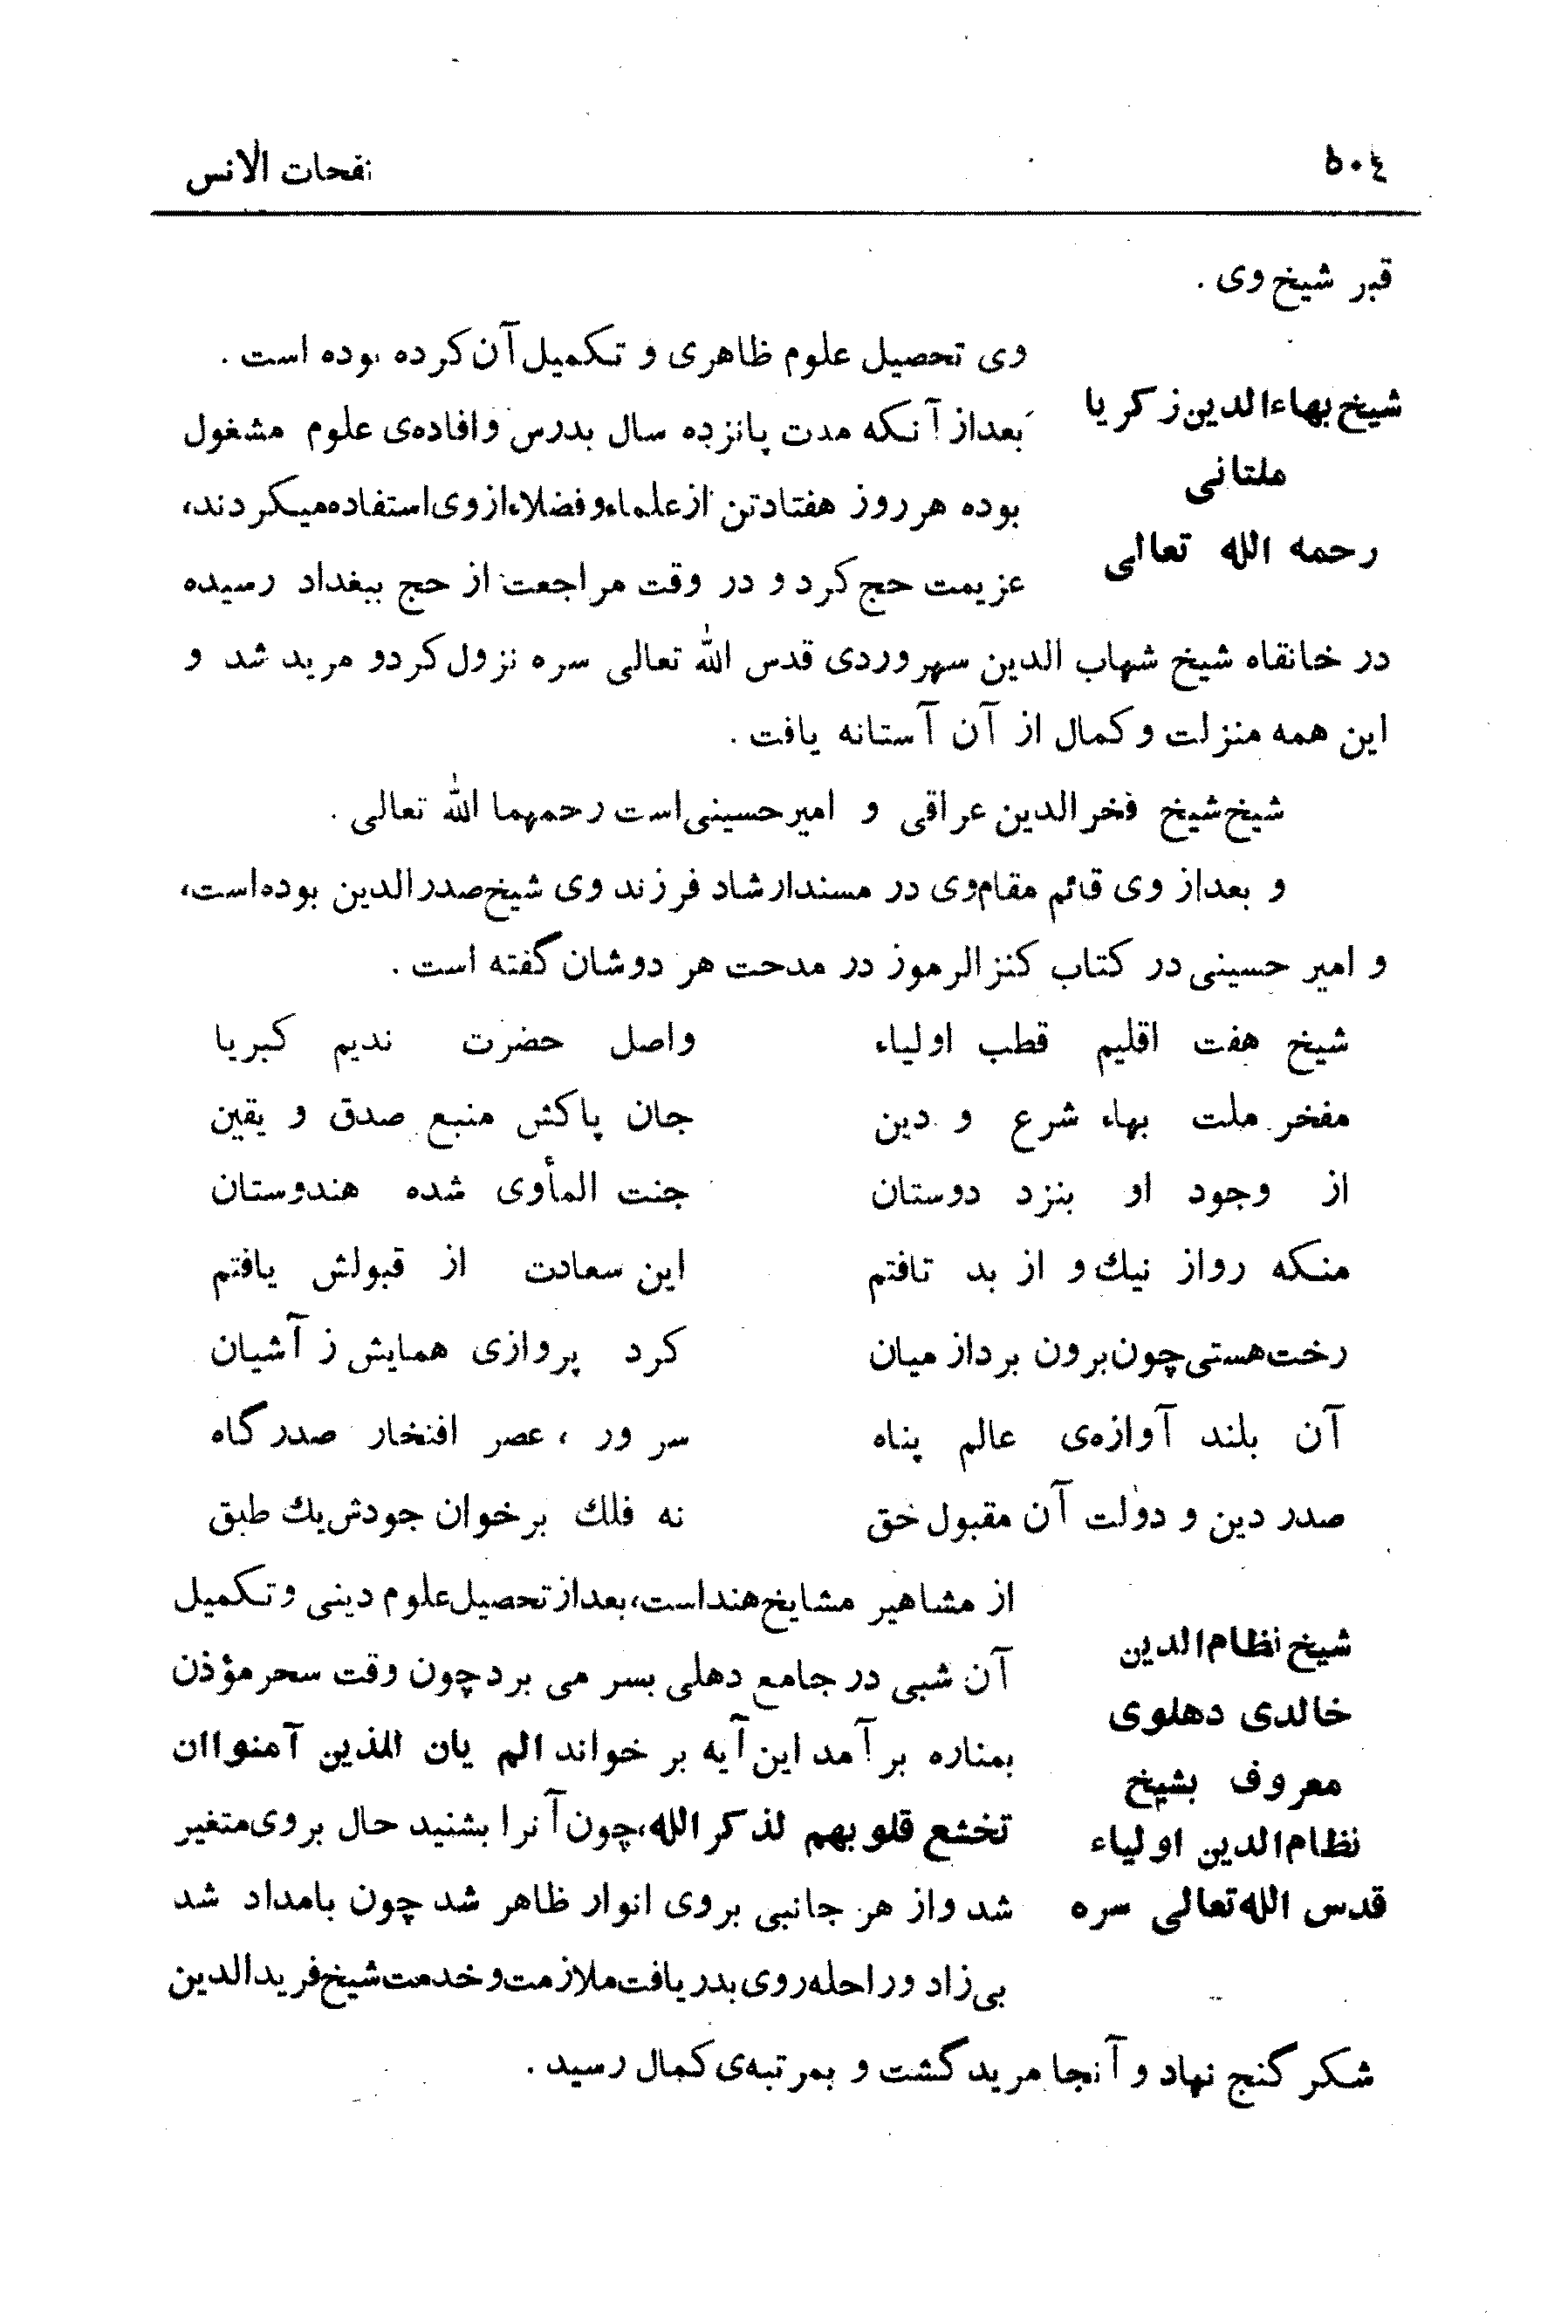 ٥٠٤
نفحات الانس
قبر شیخ وی .
شیخ بهاءالدین زکریا
ملتانی
رحمه الله تعالی
وی تحصیل علوم ظاهری و تکمیل آن کرده بوده است .
بعداز آنکه مدت پانزده سال بدرس وافاده‌ی علوم مشغول
بوده هرروز هفتادتن ازعلماءوفضلاءازوی‌استفاده‌میکردند،
عزیمت حج کرد و در وقت مراجعت از حج ببغداد رسیده
در خانقاه شیخ شهاب الدین سهروردی قدس الله تعالی سره نزول کردو مرید شد و
این همه منزلت و کمال از آن آستانه یافت .
شیخ شیخ فخرالدین عراقی و امیرحسینی‌است رحمهما الله تعالی .
و بعداز وی قائم مقام‌وی در مسندارشاد فرزند وی شیخ‌صدرالدین بوده‌است،
و امیر حسینی در کتاب کنزالرموز در مدحت هر دوشان گفته است .
شیخ هفت اقلیم قطب اولیاء واصل حضرت ندیم کبریا
مفخر ملت بهاء شرع و دین جان پاکش منبع صدق و یقین
از وجود او بنزد دوستان جنت المأوی شده هندوستان
منکه رواز نیك و از بد تافتم این سعادت از قبولش یافتم
رخت‌هستی‌چون‌برون برداز میان کرد پروازی همایش ز آشیان
آن بلند آوازه‌ی عالم پناه سر ور ، عصر افتخار صدرگاه
صدر دین و دولت آن مقبول حق نه فلك برخوان جودش‌یك طبق
شیخ نظام‌الدین
خالدی دهلوی
معروف بشیخ
نظام‌الدین اولیاء
قدس الله‌تعالی سره
از مشاهیر مشایخ‌هنداست،بعدازتحصیل‌علوم دینی وتکمیل
آن شبی در جامع دهلی بسر می بردچون وقت سحرمؤذن
بمناره بر آمد این آیه بر خواند الم یان للذین آمنواان
تخشع قلوبهم لذکر الله،چون آنرا بشنید حال بروی‌متغیر
شد واز هر جانبی بروی انوار ظاهر شد چون بامداد شد
بی‌زاد وراحله‌روی‌بدریافت‌ملازمت‌وخدمت‌شیخ‌فریدالدین
شکر گنج نهاد و آنجا مرید گشت و بمرتبه‌ی کمال رسید .